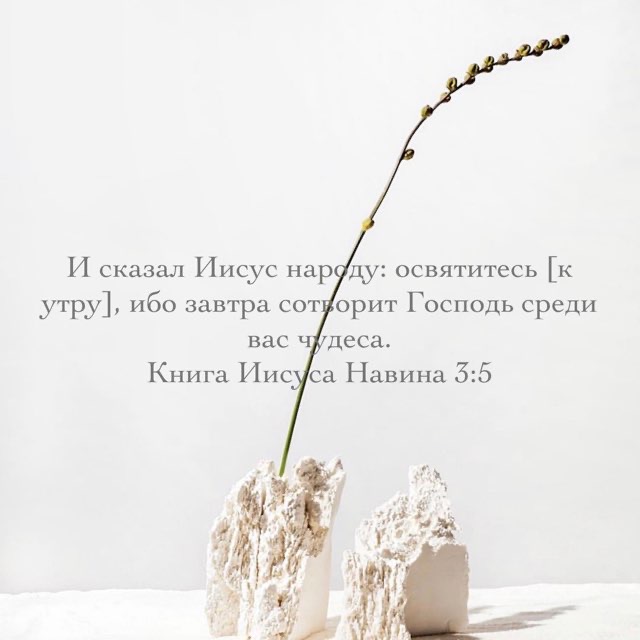 И сказал Иисус народу: освятитесь [к
утру], ибо завтра сотворит Господь среди
вас чудеса.
Книга Иисуса Навина 3:5